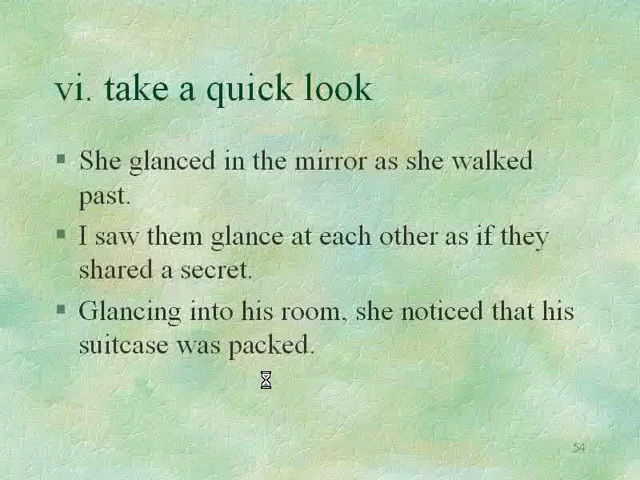 vi. take a quick look
She glanced in the mirror as she walked
past.
I saw them glance at each other as if they
shared a secret.
Glancing into his room, she noticed that his
suitcase was packed.
54